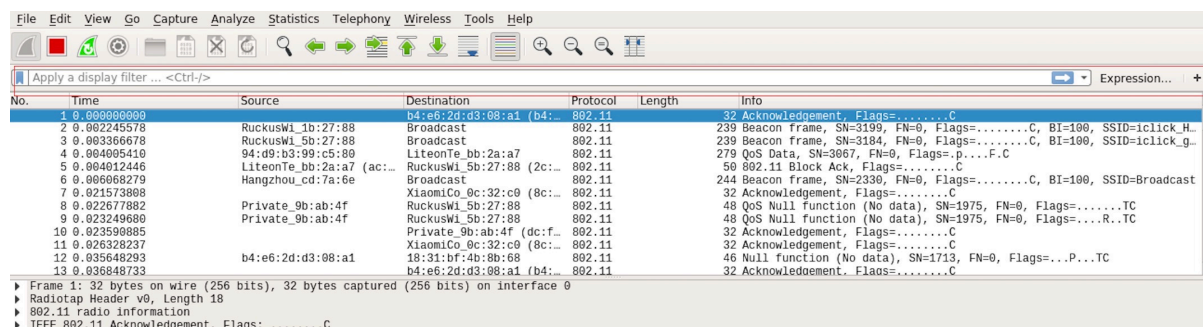 File Edit View Go Capture Analyze Statistics Telephony Wireless Tools Help
Apply a display filter ... <Ctrl-/> Expression... +
No. Time Source Destination Protocol Length Info
1 0.000000000 b4:e6:2d:d3:08:a1 (b4:… 802.11 32 Acknowledgement, Flags=........C
2 0.002245578 RuckusWi_1b:27:88 Broadcast 802.11 239 Beacon frame, SN=3199, FN=0, Flags=........C, BI=100, SSID=iclick_H…
3 0.003366678 RuckusWi_5b:27:88 Broadcast 802.11 239 Beacon frame, SN=3184, FN=0, Flags=........C, BI=100, SSID=iclick_g…
4 0.004005410 94:d9:b3:99:c5:80 LiteonTe_bb:2a:a7 802.11 279 QoS Data, SN=3067, FN=0, Flags=.p....F.C
5 0.004012446 LiteonTe_bb:2a:a7 (ac:… RuckusWi_5b:27:88 (2c:… 802.11 50 802.11 Block Ack, Flags=........C
6 0.006068279 Hangzhou_cd:7a:6e Broadcast 802.11 244 Beacon frame, SN=2330, FN=0, Flags=........C, BI=100, SSID=Broadcast
7 0.021573808 XiaomiCo_0c:32:c0 (8c:… 802.11 32 Acknowledgement, Flags=........C
8 0.022677882 Private_9b:ab:4f RuckusWi_5b:27:88 802.11 48 QoS Null function (No data), SN=1975, FN=0, Flags=.......TC
9 0.023249680 Private_9b:ab:4f RuckusWi_5b:27:88 802.11 48 QoS Null function (No data), SN=1975, FN=0, Flags=....R..TC
10 0.023590885 Private_9b:ab:4f (dc:f… 802.11 32 Acknowledgement, Flags=........C
11 0.026328237 XiaomiCo_0c:32:c0 (8c:… 802.11 32 Acknowledgement, Flags=........C
12 0.035648293 b4:e6:2d:d3:08:a1 18:31:bf:4b:8b:68 802.11 46 Null function (No data), SN=1713, FN=0, Flags=...P...TC
13 0.036848733 b4:e6:2d:d3:08:a1 (b4:… 802.11 32 Acknowledgement, Flags=........C
Frame 1: 32 bytes on wire (256 bits), 32 bytes captured (256 bits) on interface 0
Radiotap Header v0, Length 18
802.11 radio information
IEEE 802.11 Acknowledgement, Flags: ........C